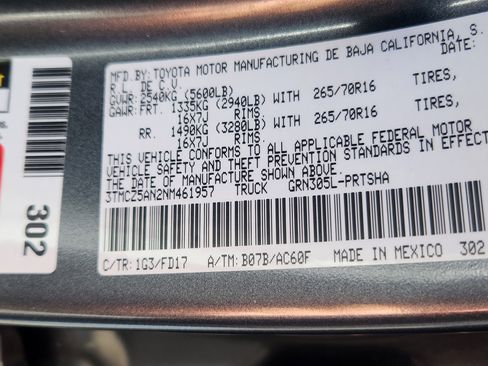 MFD.BY:TOYOTA MOTOR MANUFACTURING DE BAJA CALIFORNIA, S.
R.L. DE C.V. DATE:
GVWR: 2540KG (5600LB)
GAWR: FRT. 1335KG (2940LB) WITH 265/70R16 TIRES,
16X7J RIMS.
RR. 1490KG (3280LB) WITH 265/70R16 TIRES,
16X7J RIMS.
THIS VEHICLE CONFORMS TO ALL APPLICABLE FEDERAL MOTOR
VEHICLE SAFETY AND THEFT PREVENTION STANDARDS IN EFFECT
ON THE DATE OF MANUFACTURE SHOWN ABOVE.
3TMCZ5AN2NM461957 TRUCK GRN305L-PRTSHA
C/TR: 1G3/FD17 A/TM: B07B/AC60F MADE IN MEXICO 302
302